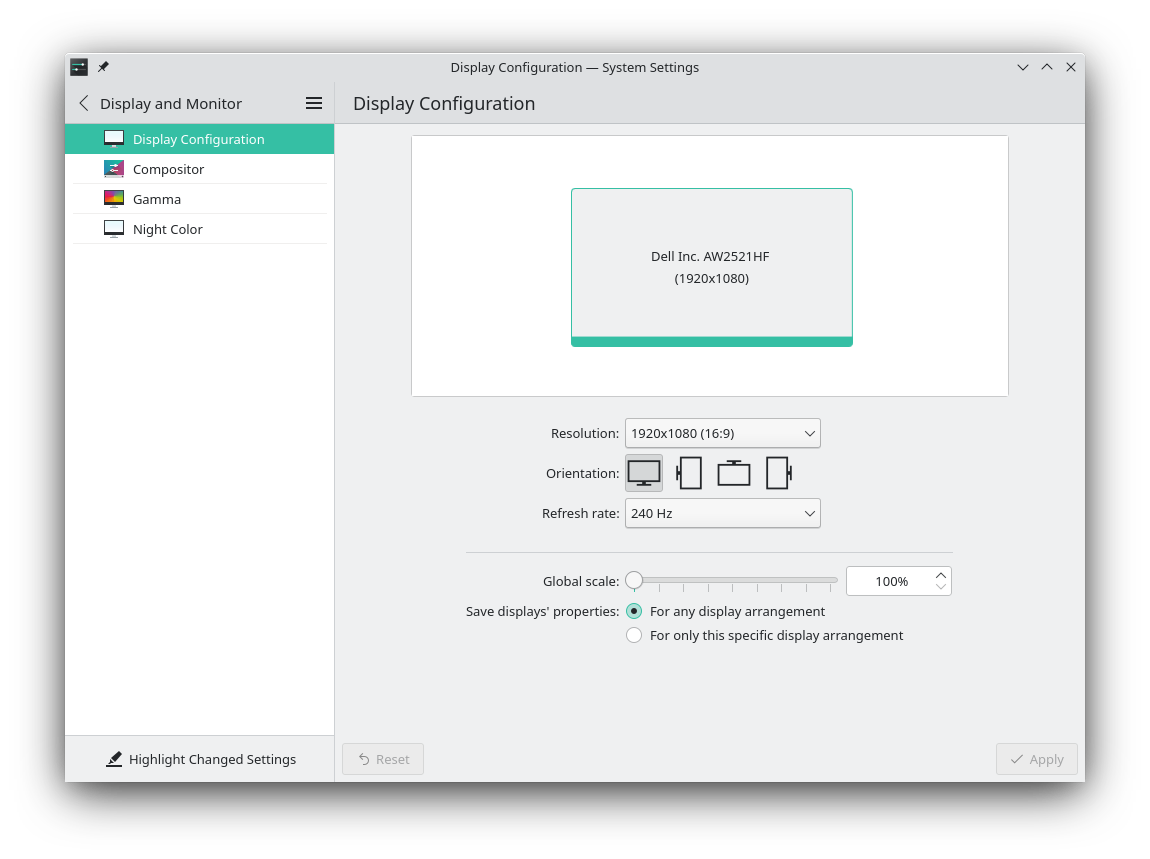 Display Configuration — System Settings
Display and Monitor
Display Configuration
Display Configuration
Compositor
Gamma
Night Color
Dell Inc. AW2521HF
(1920x1080)
Resolution: 1920x1080 (16:9)
Orientation:
Refresh rate: 240 Hz
Global scale: 100%
Save displays' properties: For any display arrangement
For only this specific display arrangement
Highlight Changed Settings
Reset
Apply